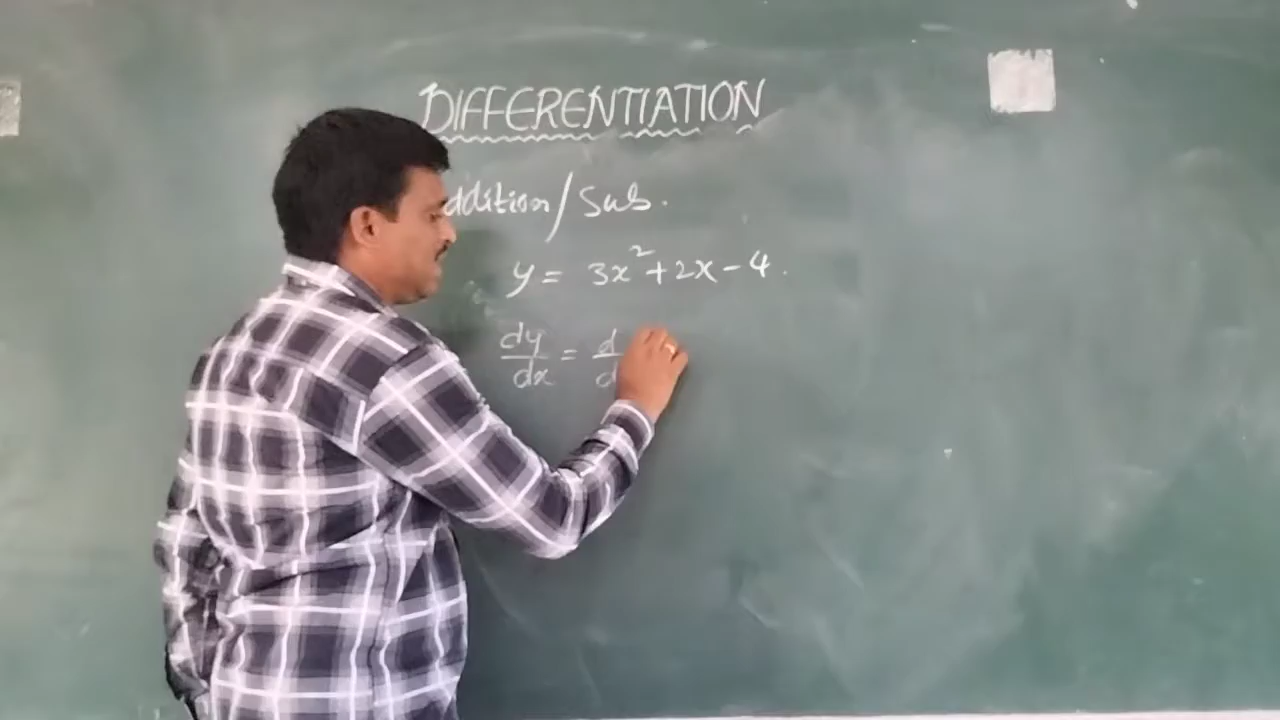 DIFFERENTIATION
ddition/Sub.
y = 3x²+2x-4.
dy/dx = d/d